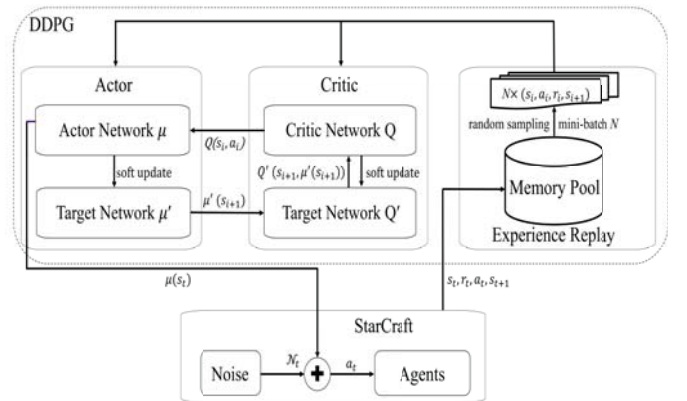 DDPG
Actor
Actor Network μ
soft update
Target Network μ′
Critic
Critic Network Q
Q(sᵢ, aᵢ)
Q′ (sᵢ₊₁, μ′(sᵢ₊₁))
soft update
μ′ (sᵢ₊₁)
Target Network Q′
N× (sᵢ, aᵢ, rᵢ, sᵢ₊₁)
random sampling
mini-batch N
Memory Pool
Experience Replay
μ(sₜ)
sₜ, rₜ, aₜ, sₜ₊₁
StarCraft
Noise
𝒩ₜ
+
aₜ
Agents